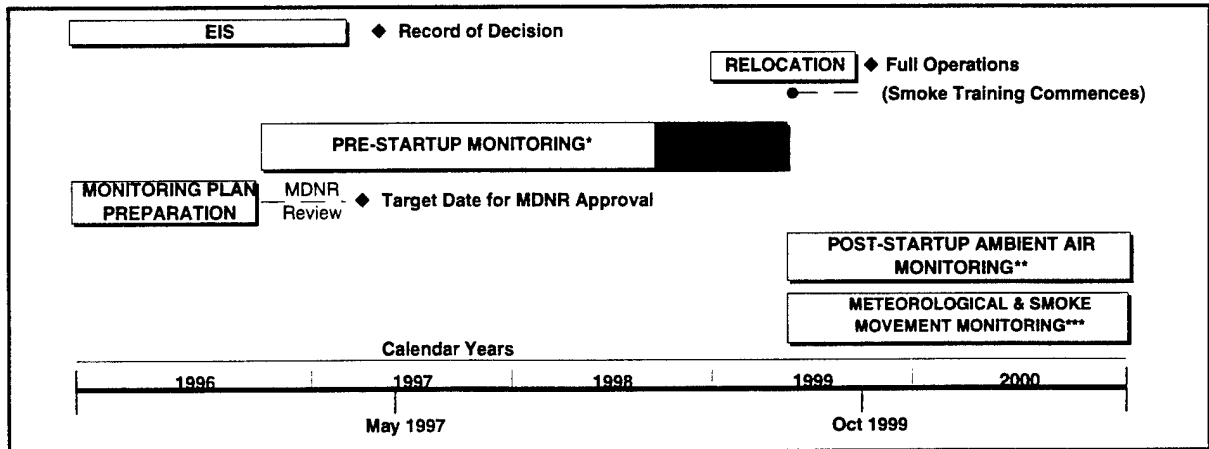 EIS
◆ Record of Decision
RELOCATION
◆ Full Operations
(Smoke Training Commences)
PRE-STARTUP MONITORING*
MONITORING PLAN
PREPARATION
MDNR
Review
◆ Target Date for MDNR Approval
POST-STARTUP AMBIENT AIR
MONITORING**
METEOROLOGICAL & SMOKE
MOVEMENT MONITORING***
Calendar Years
1996 1997 1998 1999 2000
May 1997 Oct 1999